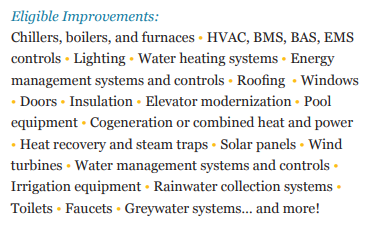 Eligible Improvements:
Chillers, boilers, and furnaces • HVAC, BMS, BAS, EMS
controls • Lighting • Water heating systems • Energy
management systems and controls • Roofing • Windows
• Doors • Insulation • Elevator modernization • Pool
equipment • Cogeneration or combined heat and power
• Heat recovery and steam traps • Solar panels • Wind
turbines • Water management systems and controls •
Irrigation equipment • Rainwater collection systems •
Toilets • Faucets • Greywater systems... and more!